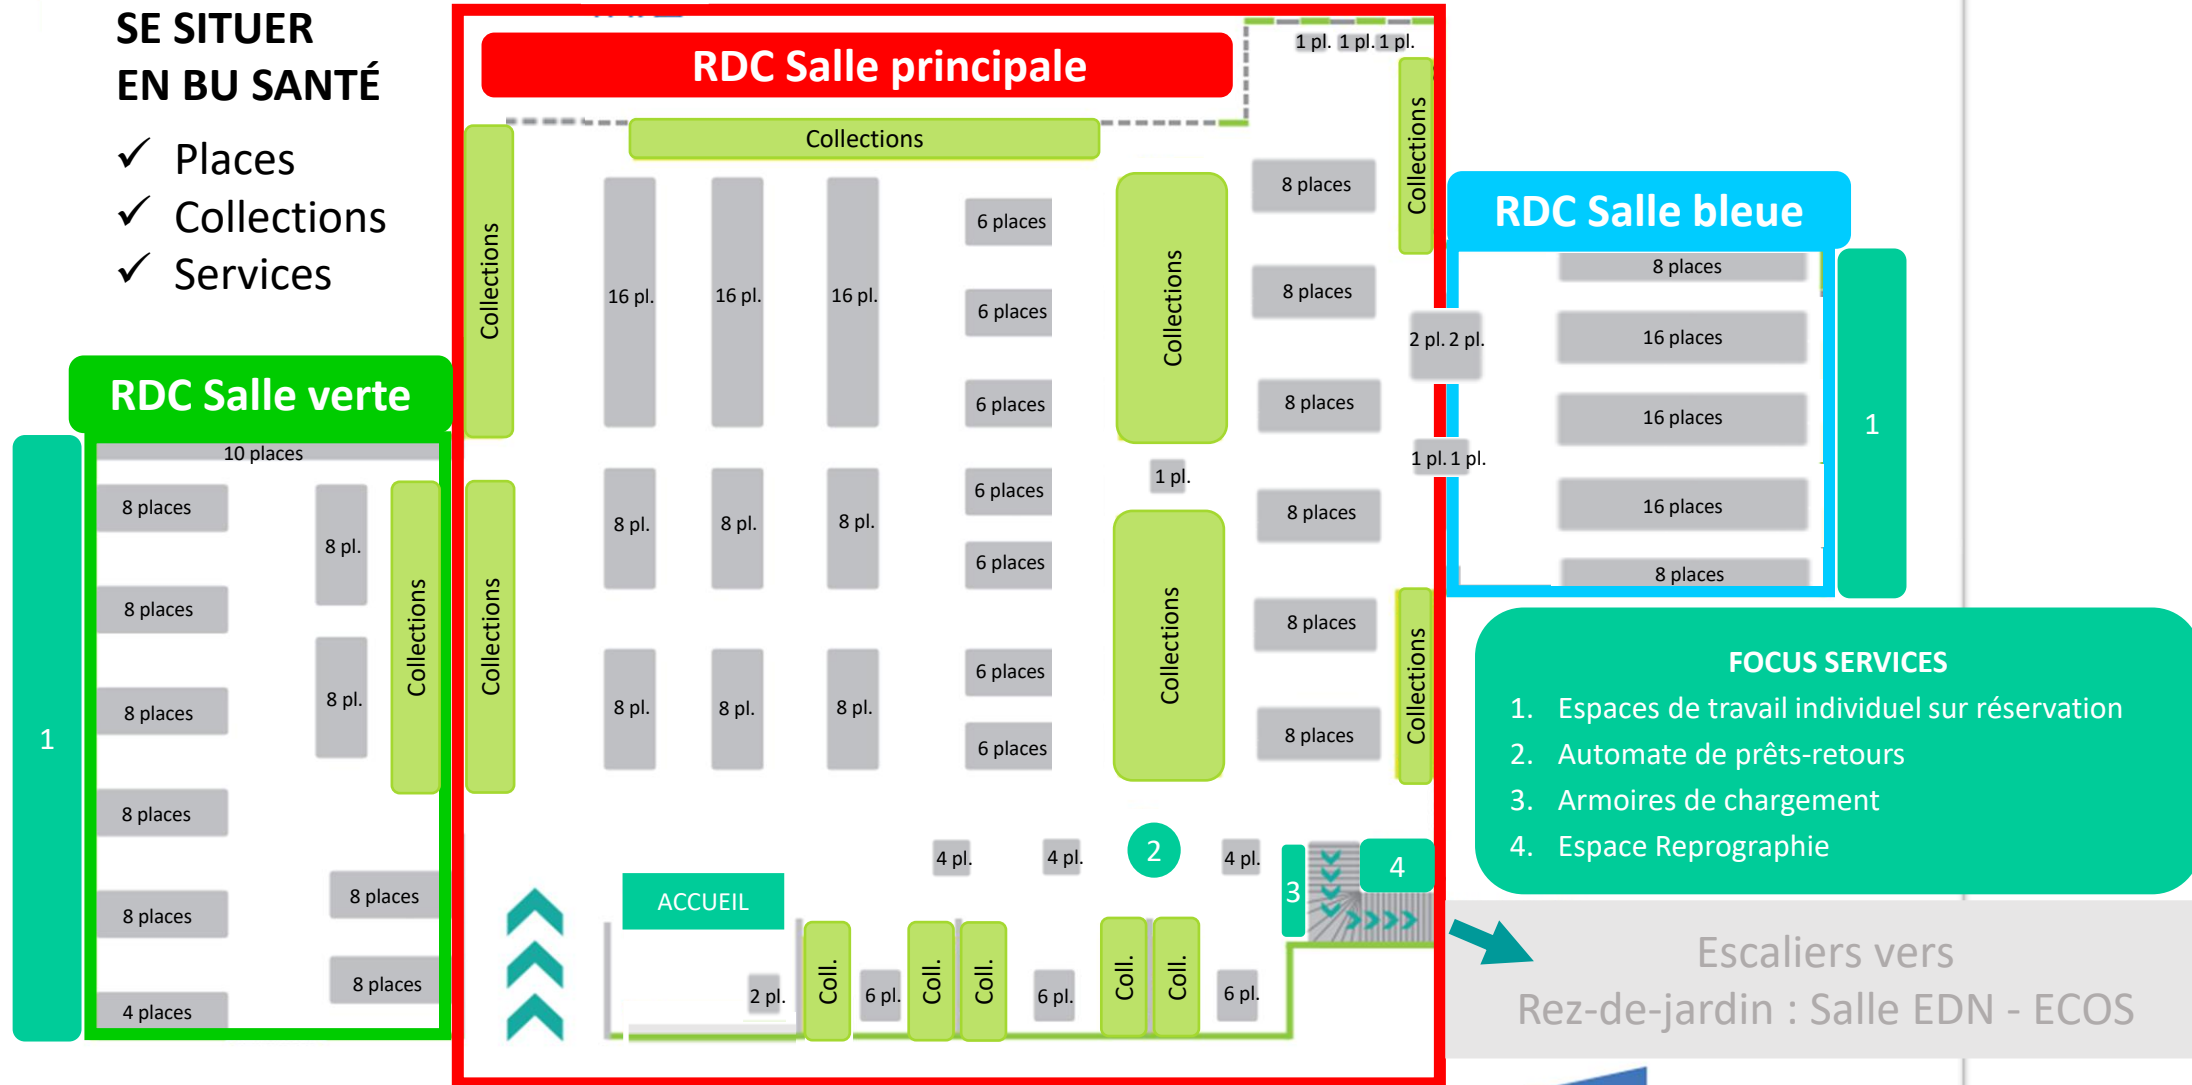 SE SITUER
EN BU SANTÉ
✓ Places
✓ Collections
✓ Services
RDC Salle principale
1 pl. 1 pl. 1 pl.
Collections
Collections
Collections
Collections
16 pl. 16 pl. 16 pl.
6 places
6 places
6 places
8 places
8 places
8 places
2 pl. 2 pl.
1 pl. 1 pl.
1 pl.
Collections
Collections
8 pl. 8 pl. 8 pl.
6 places
6 places
8 places
8 places
8 pl. 8 pl. 8 pl.
6 places
6 places
8 places
Collections
Collections
4 pl. 4 pl. 2 4 pl.
3
4
ACCUEIL
2 pl. Coll. 6 pl. Coll. Coll. 6 pl. Coll. Coll. 6 pl.
RDC Salle verte
1
10 places
8 places
8 places
8 places
8 places
8 places
4 places
8 pl.
8 pl.
Collections
8 places
8 places
RDC Salle bleue
8 places
16 places
16 places
16 places
8 places
1
FOCUS SERVICES
1. Espaces de travail individuel sur réservation
2. Automate de prêts-retours
3. Armoires de chargement
4. Espace Reprographie
Escaliers vers
Rez-de-jardin : Salle EDN - ECOS